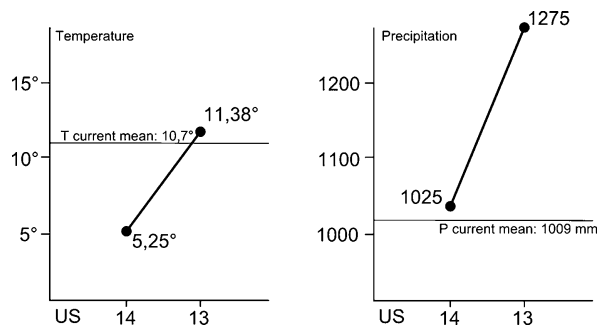 Temperature
15°
11,38°
T current mean: 10,7°
10°
5°
5,25°
US 14 13
Precipitation
1275
1200
1100
1025
P current mean: 1009 mm
1000
US 14 13